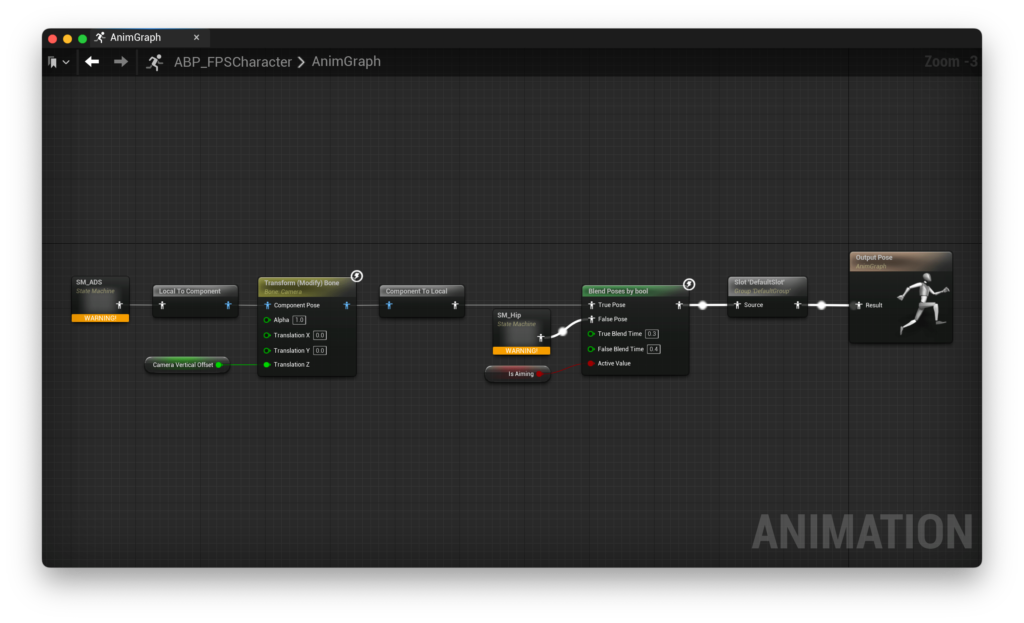 AnimGraph
ABP_FPSCharacter
AnimGraph
Zoom -3
SM_ADS
State Machine
WARNING!
Local To Component
Camera Vertical Offset
Transform (Modify) Bone
Bone: Camera
Component Pose
Alpha 1.0
Translation X 0.0
Translation Y 0.0
Translation Z
Component To Local
SM_Hip
State Machine
WARNING!
Is Aiming
Blend Poses by bool
True Pose
False Pose
True Blend Time 0.3
False Blend Time 0.4
Active Value
Slot 'DefaultSlot'
Group 'DefaultGroup'
Source
Output Pose
AnimGraph
Result
ANIMATION